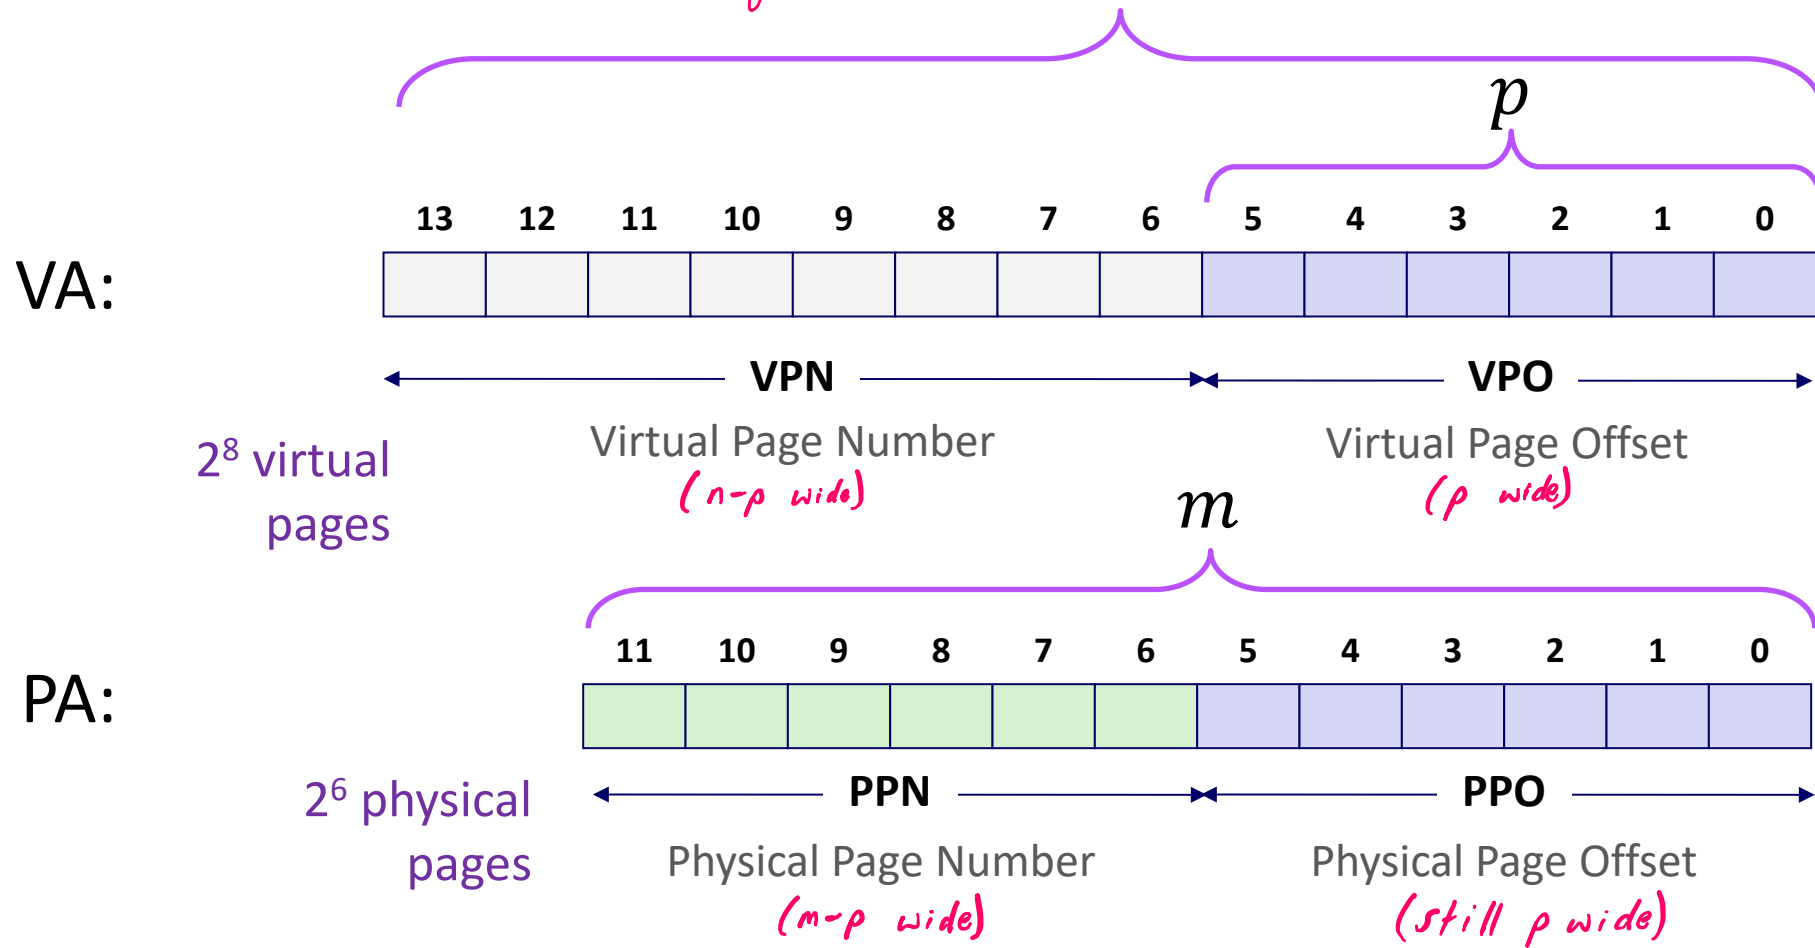 p
13 12 11 10 9 8 7 6 5 4 3 2 1 0
VA:
VPN VPO
Virtual Page Number Virtual Page Offset
(n-p wide) (p wide)
2⁸ virtual
pages
m
11 10 9 8 7 6 5 4 3 2 1 0
PA:
PPN PPO
2⁶ physical
pages
Physical Page Number Physical Page Offset
(m-p wide) (still p wide)